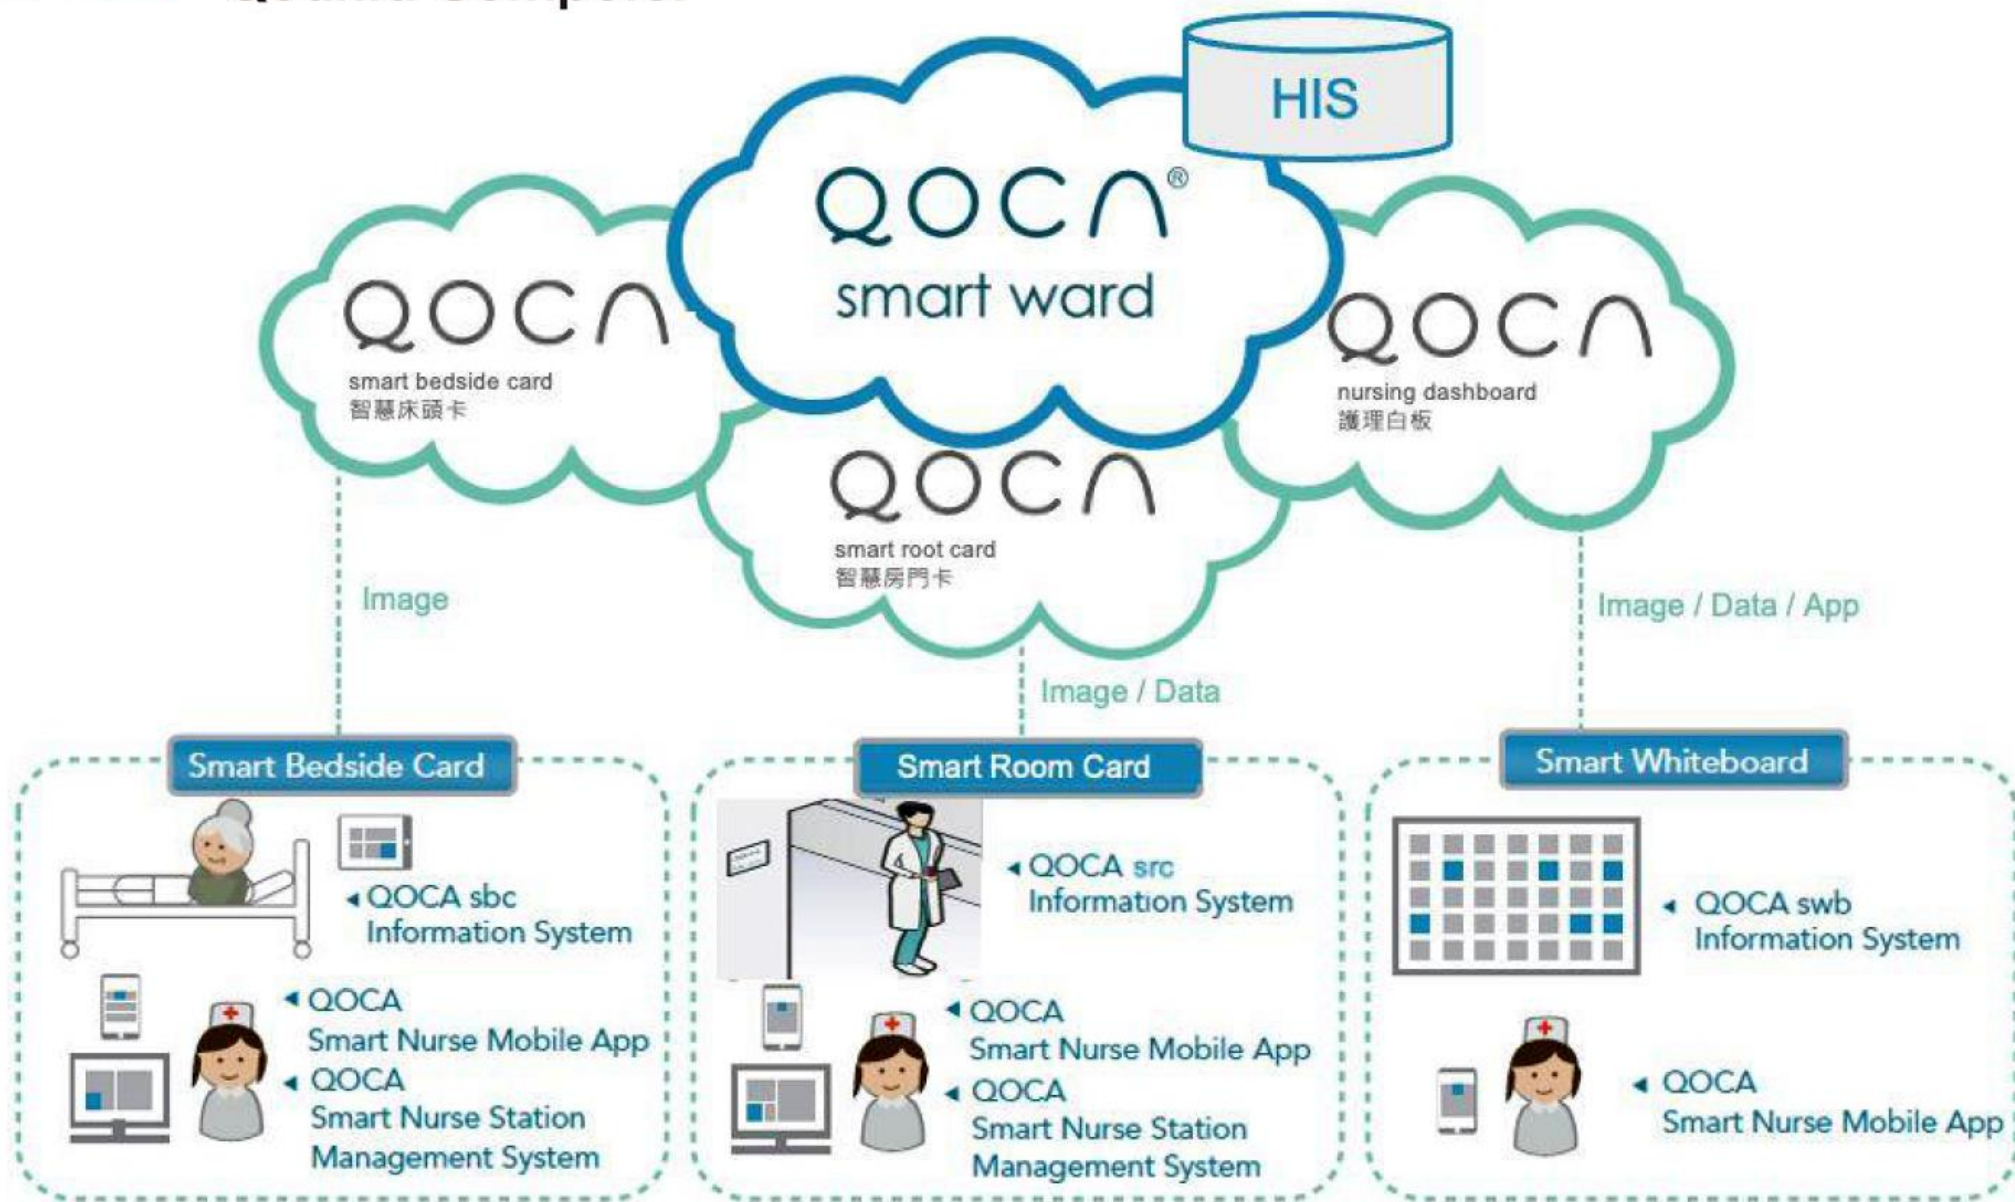 HIS
QOCA®
smart ward
QOCA
smart bedside card
智慧床頭卡
QOCA
nursing dashboard
護理白板
QOCA
smart root card
智慧房門卡
Image
Image / Data / App
Image / Data
Smart Bedside Card
QOCA sbc
Information System
QOCA
Smart Nurse Mobile App
QOCA
Smart Nurse Station
Management System
Smart Room Card
QOCA src
Information System
QOCA
Smart Nurse Mobile App
QOCA
Smart Nurse Station
Management System
Smart Whiteboard
QOCA swb
Information System
QOCA
Smart Nurse Mobile App